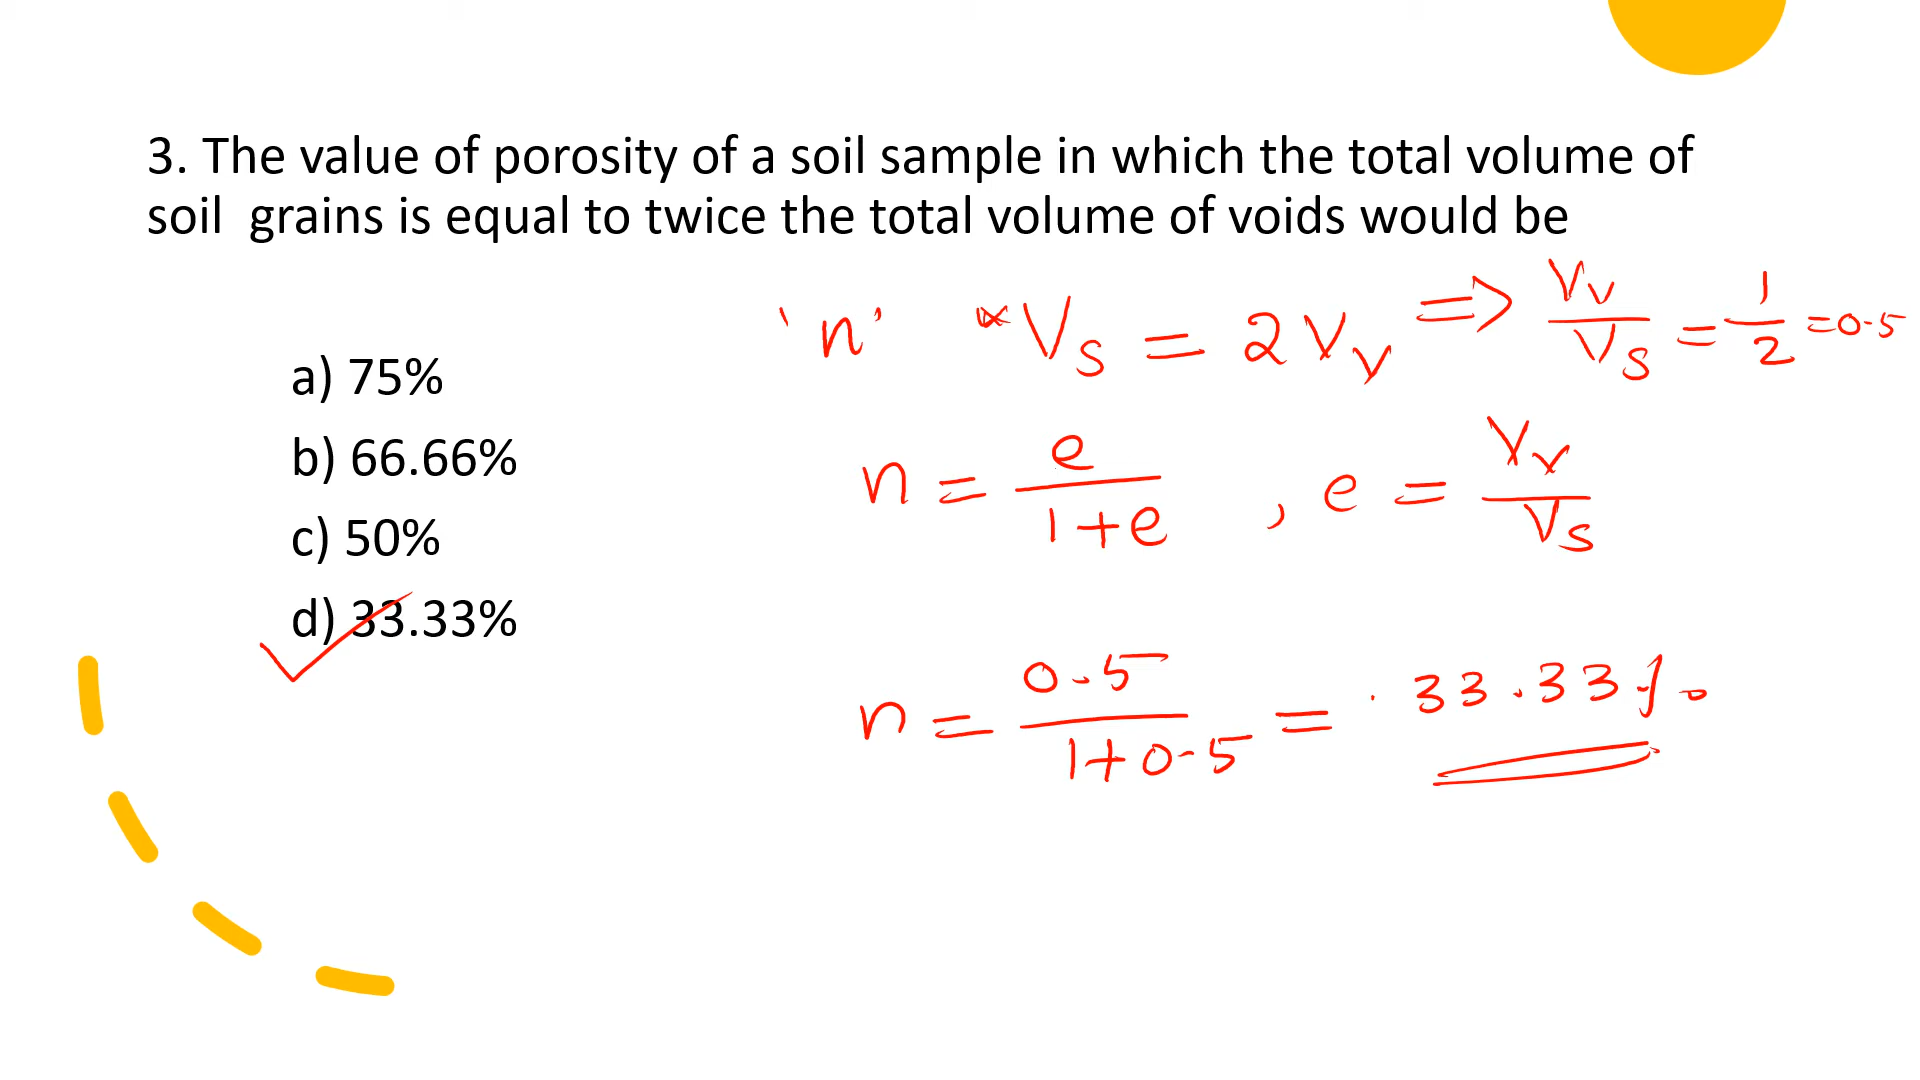 3. The value of porosity of a soil sample in which the total volume of
soil grains is equal to twice the total volume of voids would be
'n' Vs = 2Vv => Vv/Vs = 1/2 = 0.5
a) 75%
b) 66.66%
n = e/1+e , e = Vv/Vs
c) 50%
d) 33.33%
n = 0.5/1+0.5 = 33.33%